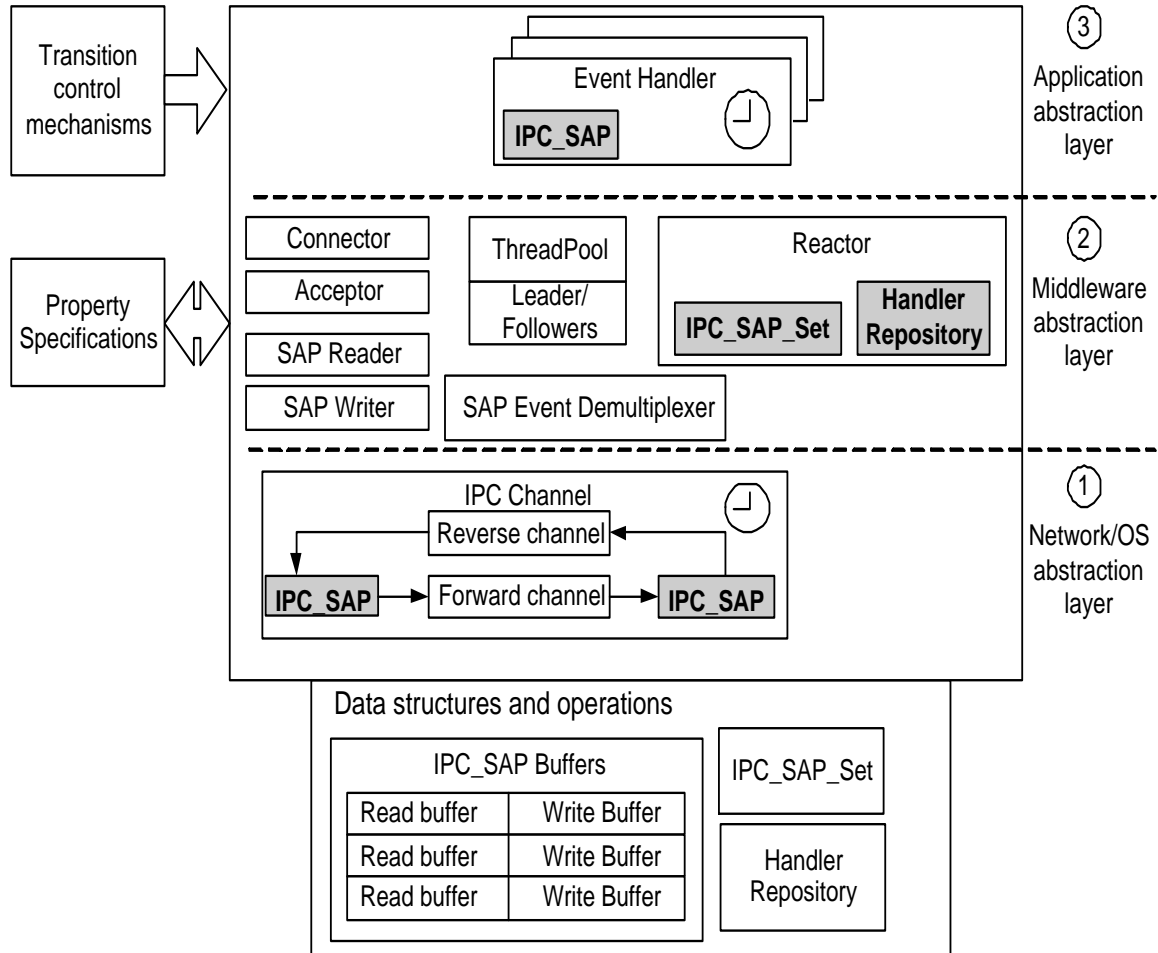 Transition
control
mechanisms
Event Handler
IPC_SAP
3
Application
abstraction
layer
Property
Specifications
Connector
Acceptor
SAP Reader
SAP Writer
ThreadPool
Leader/
Followers
SAP Event Demultiplexer
Reactor
IPC_SAP_Set
Handler
Repository
2
Middleware
abstraction
layer
IPC Channel
Reverse channel
IPC_SAP
Forward channel
IPC_SAP
1
Network/OS
abstraction
layer
Data structures and operations
IPC_SAP Buffers
Read buffer Write Buffer
Read buffer Write Buffer
Read buffer Write Buffer
IPC_SAP_Set
Handler
Repository